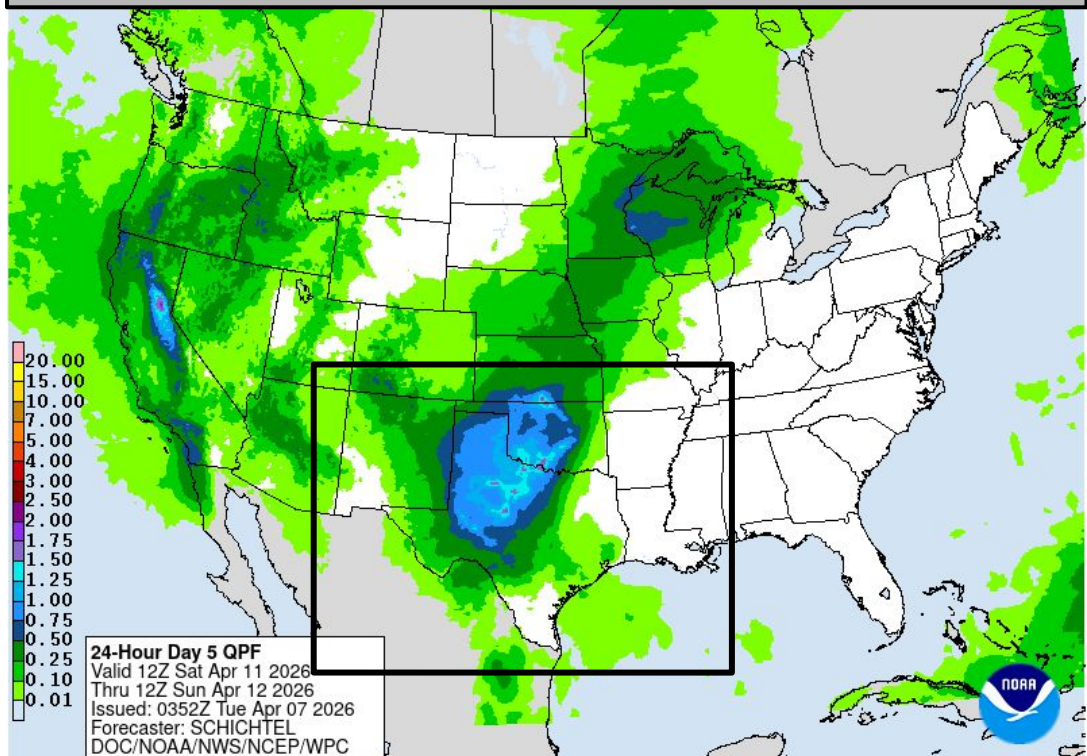 20.00
15.00
10.00
7.00
5.00
4.00
3.00
2.50
2.00
1.75
1.50
1.25
1.00
0.75
0.50
0.25
0.10
0.01
24-Hour Day 5 QPF
Valid 12Z Sat Apr 11 2026
Thru 12Z Sun Apr 12 2026
Issued: 0352Z Tue Apr 07 2026
Forecaster: SCHICHTEL
DOC/NOAA/NWS/NCEP/WPC
NOAA